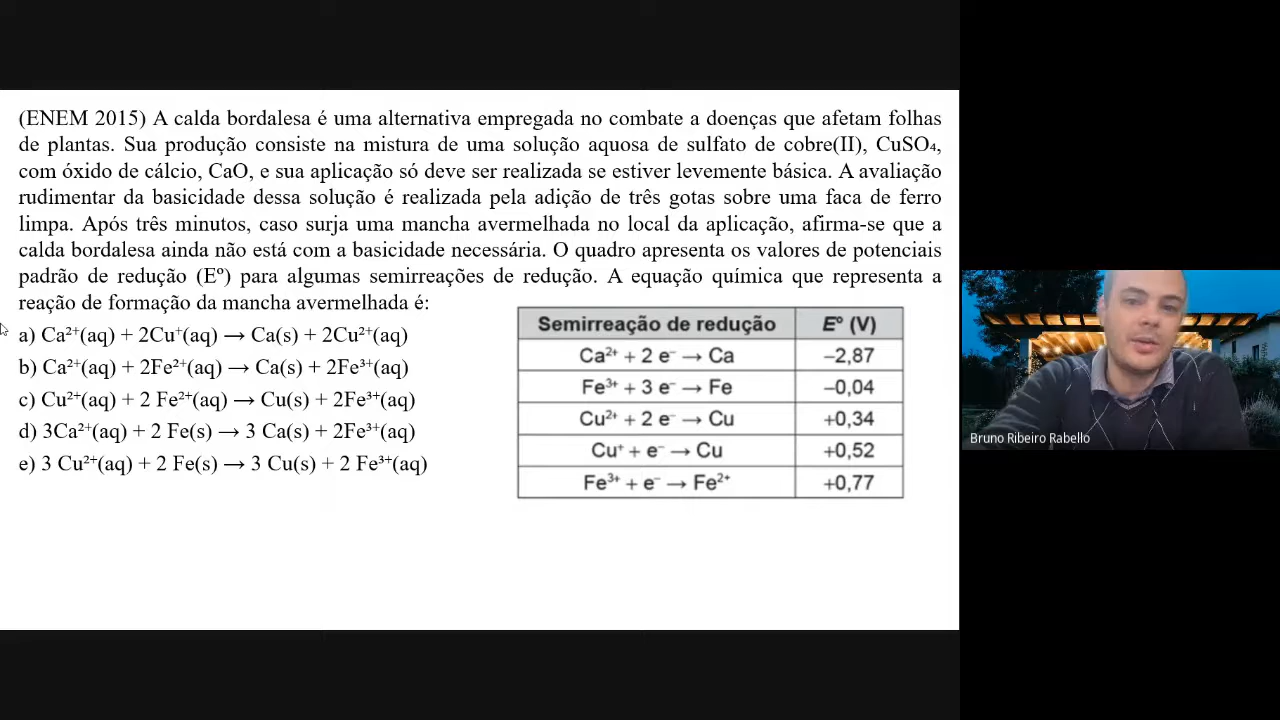 (ENEM 2015) A calda bordalesa é uma alternativa empregada no combate a doenças que afetam folhas
de plantas. Sua produção consiste na mistura de uma solução aquosa de sulfato de cobre(II), CuSO₄,
com óxido de cálcio, CaO, e sua aplicação só deve ser realizada se estiver levemente básica. A avaliação
rudimentar da basicidade dessa solução é realizada pela adição de três gotas sobre uma faca de ferro
limpa. Após três minutos, caso surja uma mancha avermelhada no local da aplicação, afirma-se que a
calda bordalesa ainda não está com a basicidade necessária. O quadro apresenta os valores de potenciais
padrão de redução (Eº) para algumas semirreações de redução. A equação química que representa a
reação de formação da mancha avermelhada é:
a) Ca²⁺(aq) + 2Cu⁺(aq) → Ca(s) + 2Cu²⁺(aq)
b) Ca²⁺(aq) + 2Fe²⁺(aq) → Ca(s) + 2Fe³⁺(aq)
c) Cu²⁺(aq) + 2 Fe²⁺(aq) → Cu(s) + 2Fe³⁺(aq)
d) 3Ca²⁺(aq) + 2 Fe(s) → 3 Ca(s) + 2Fe³⁺(aq)
e) 3 Cu²⁺(aq) + 2 Fe(s) → 3 Cu(s) + 2 Fe³⁺(aq)
Semirreação de redução E° (V)
Ca²⁺ + 2 e⁻ → Ca −2,87
Fe³⁺ + 3 e⁻ → Fe −0,04
Cu²⁺ + 2 e⁻ → Cu +0,34
Cu⁺ + e⁻ → Cu +0,52
Fe³⁺ + e⁻ → Fe²⁺ +0,77
Bruno Ribeiro Rabello